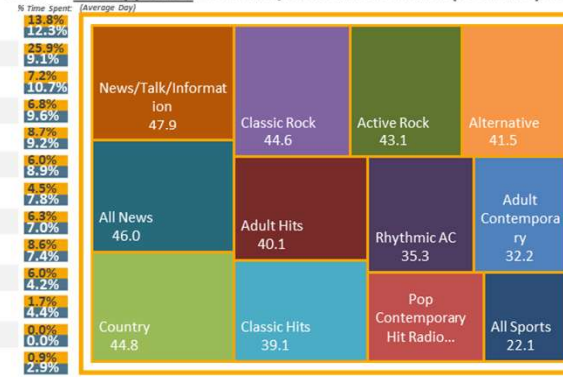 % Time Spent: (Average Day)
13.8%
12.3%
25.9%
9.1%
7.2%
10.7%
6.8%
9.6%
8.7%
9.2%
6.0%
8.9%
4.5%
7.8%
6.3%
7.0%
8.6%
7.4%
6.0%
4.2%
1.7%
4.4%
0.0%
0.0%
0.9%
2.9%
News/Talk/Informat
ion
47.9
Classic Rock
44.6
Active Rock
43.1
Alternative
41.5
All News
46.0
Adult Hits
40.1
Rhythmic AC
35.3
Adult
Contempora
ry
32.2
Country
44.8
Classic Hits
39.1
Pop
Contemporary
Hit Radio...
All Sports
22.1